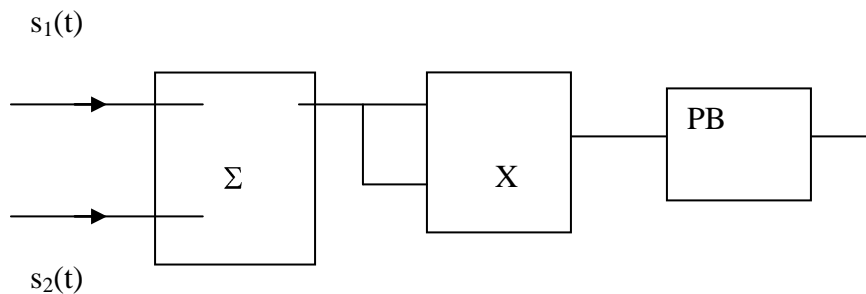 s₁(t)
Σ
X
PB
s₂(t)